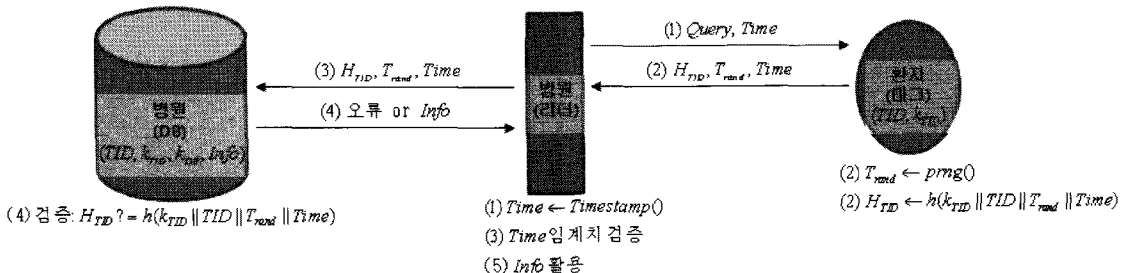 (1) Query, Time
(3) H_TID, T_rand, Time
(2) H_TID, T_rand, Time
(4) 오류 or Info
병원
(DB)
(TID, k_TID, k_DB, Info)
병원
(리더)
환자
(태그)
(TID, k_TID)
(2) T_rand ← prng()
(2) H_TID ← h(k_TID || TID || T_rand || Time)
(4) 검증: H_TID ? = h(k_TID || TID || T_rand || Time)
(1) Time ← Timestamp()
(3) Time 임계치 검증
(5) Info 활용